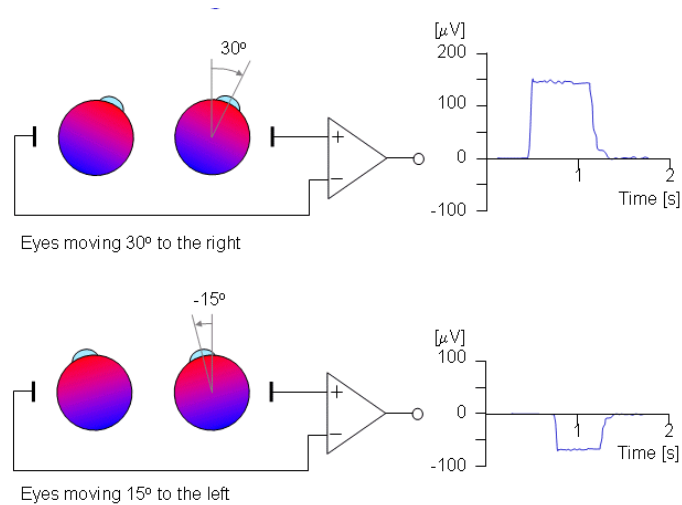 [μV]
200
30º
100
+
0
–
1
2
Time [s]
-100
Eyes moving 30º to the right
-15º
[μV]
100
+
0
–
1
2
Time [s]
-100
Eyes moving 15º to the left